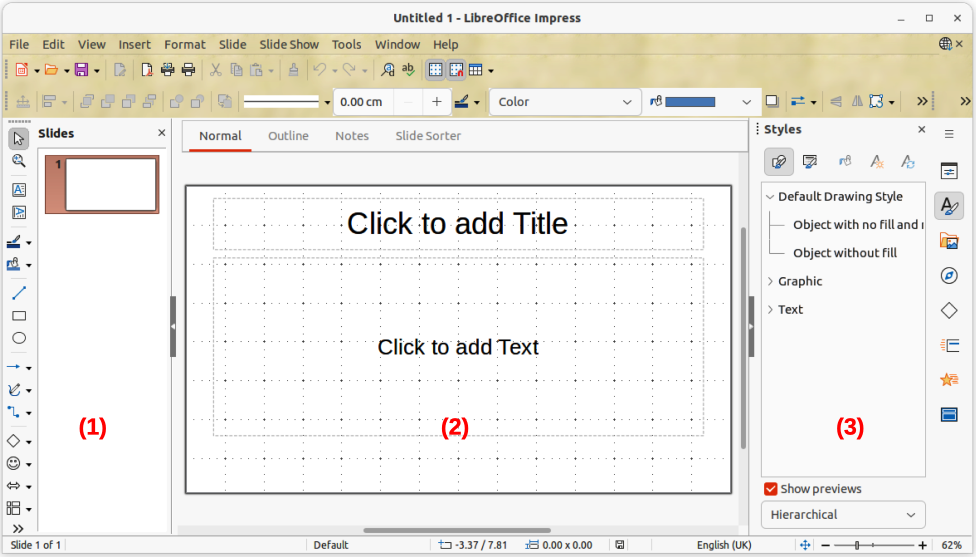 Untitled 1 - LibreOffice Impress
File Edit View Insert Format Slide Slide Show Tools Window Help
0.00 cm − + Color
Slides
Normal Outline Notes Slide Sorter
Styles
1
Click to add Title
Click to add Text
Default Drawing Style
Object with no fill and
Object without fill
Graphic
Text
(1)
(2)
(3)
Show previews
Hierarchical
Slide 1 of 1 Default -3.37 / 7.81 0.00 x 0.00 English (UK) 62%